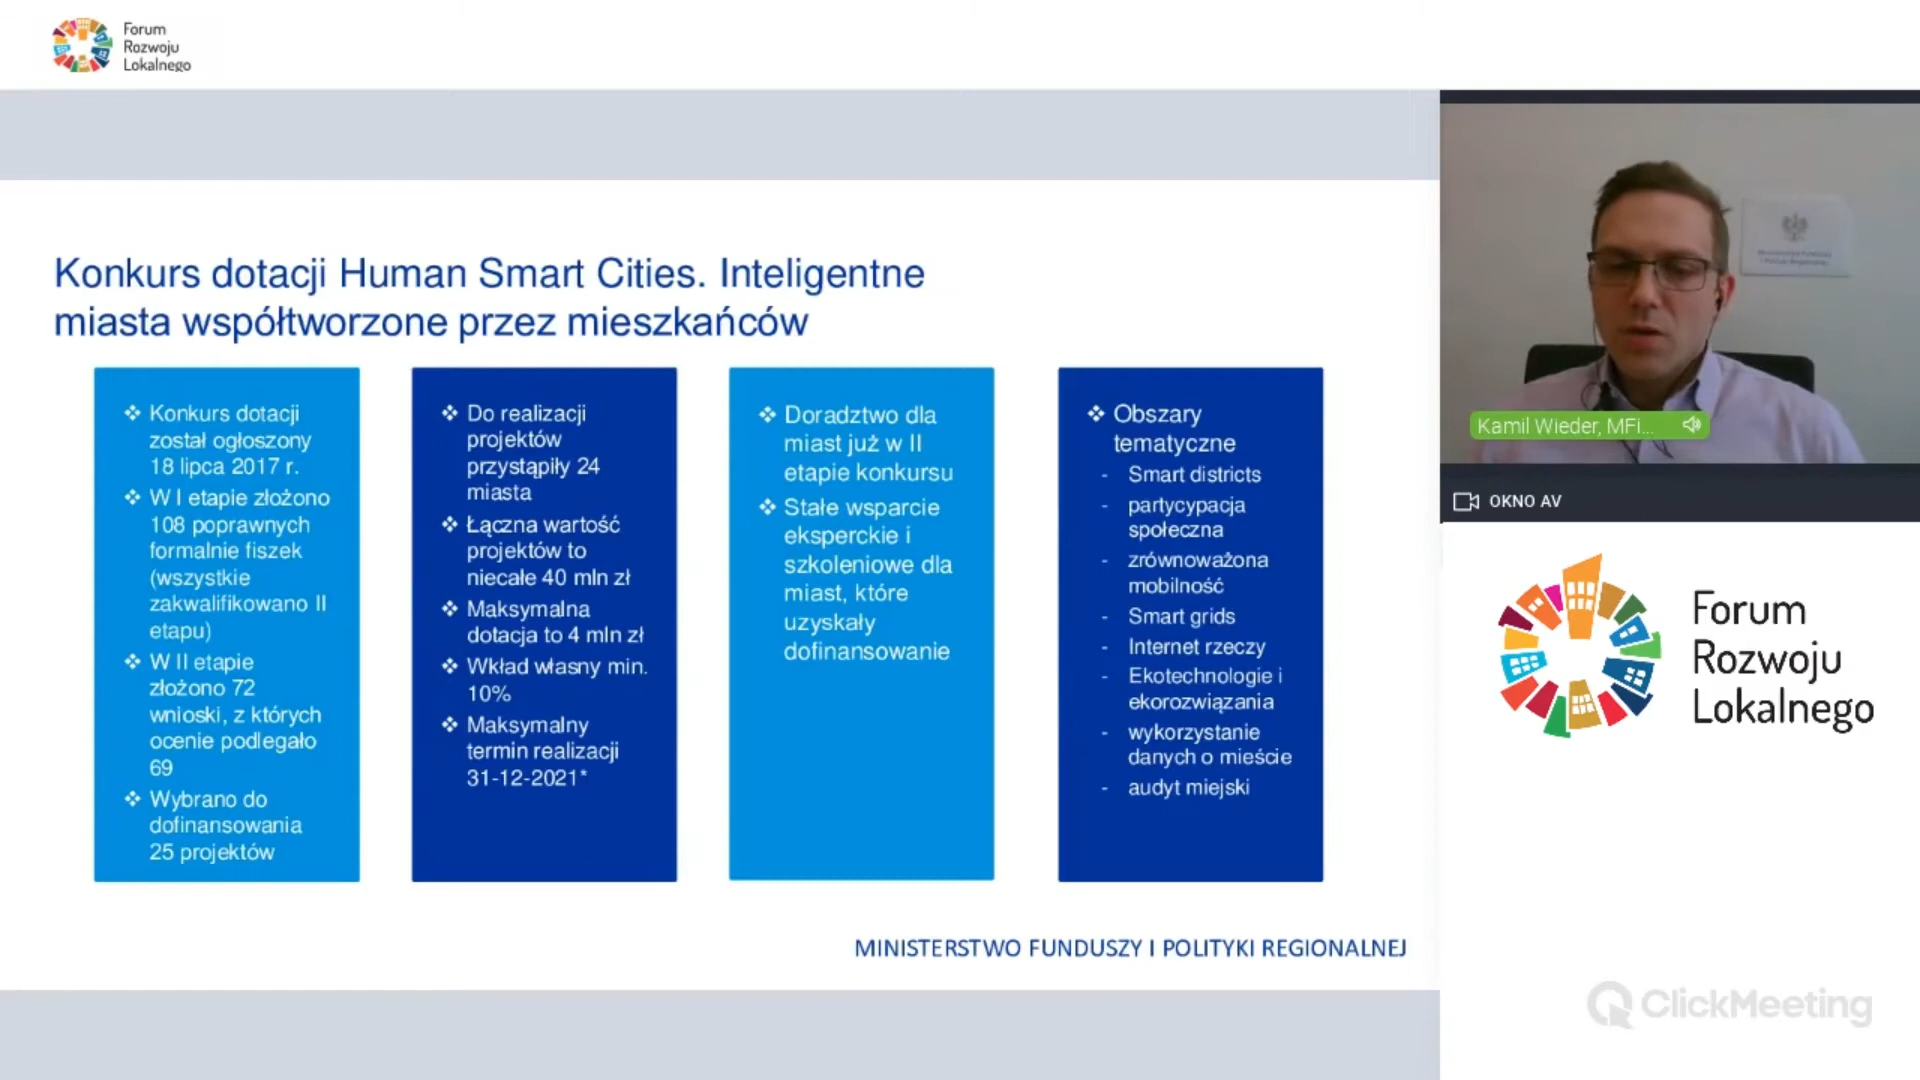 Forum
Rozwoju
Lokalnego
Konkurs dotacji Human Smart Cities. Inteligentne
miasta współtworzone przez mieszkańców
❖ Konkurs dotacji
został ogłoszony
18 lipca 2017 r.
❖ W I etapie złożono
108 poprawnych
formalnie fiszek
(wszystkie
zakwalifikowano II
etapu)
❖ W II etapie
złożono 72
wnioski, z których
ocenie podlegało
69
❖ Wybrano do
dofinansowania
25 projektów
❖ Do realizacji
projektów
przystąpiły 24
miasta
❖ Łączna wartość
projektów to
niecałe 40 mln zł
❖ Maksymalna
dotacja to 4 mln zł
❖ Wkład własny min.
10%
❖ Maksymalny
termin realizacji
31-12-2021*
❖ Doradztwo dla
miast już w II
etapie konkursu
❖ Stałe wsparcie
eksperckie i
szkoleniowe dla
miast, które
uzyskały
dofinansowanie
❖ Obszary
tematyczne
- Smart districts
- partycypacja
społeczna
- zrównoważona
mobilność
- Smart grids
- Internet rzeczy
- Ekotechnologie i
ekorozwiązania
- wykorzystanie
danych o mieście
- audyt miejski
MINISTERSTWO FUNDUSZY I POLITYKI REGIONALNEJ
Ministerstwo Funduszy
i Polityki Regionalnej
Kamil Wieder, MFi...
OKNO AV
Forum
Rozwoju
Lokalnego
ClickMeeting